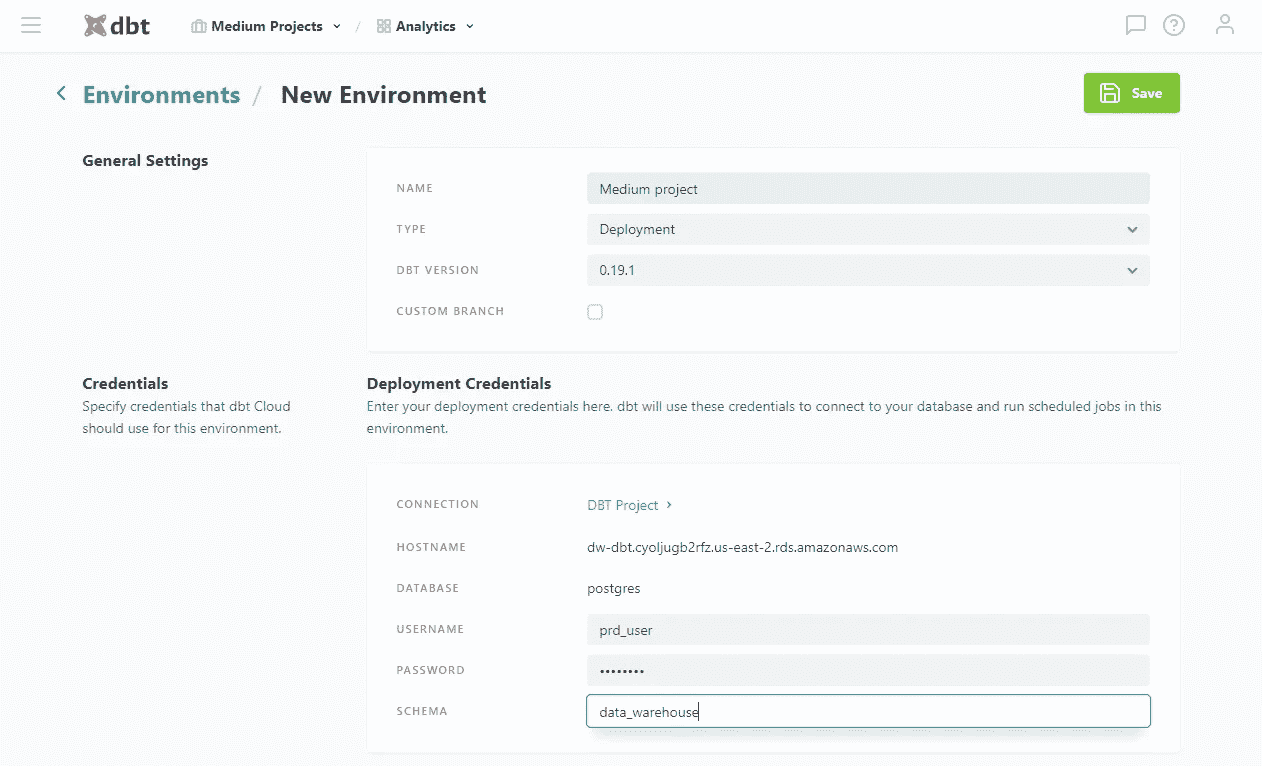 dbt Medium Projects / Analytics
Environments / New Environment
Save
General Settings
NAME
Medium project
TYPE
Deployment
DBT VERSION
0.19.1
CUSTOM BRANCH
Credentials
Specify credentials that dbt Cloud
should use for this environment.
Deployment Credentials
Enter your deployment credentials here. dbt will use these credentials to connect to your database and run scheduled jobs in this
environment.
CONNECTION
DBT Project
HOSTNAME
dw-dbt.cyoljugb2rfz.us-east-2.rds.amazonaws.com
DATABASE
postgres
USERNAME
prd_user
PASSWORD
••••••••
SCHEMA
data_warehouse